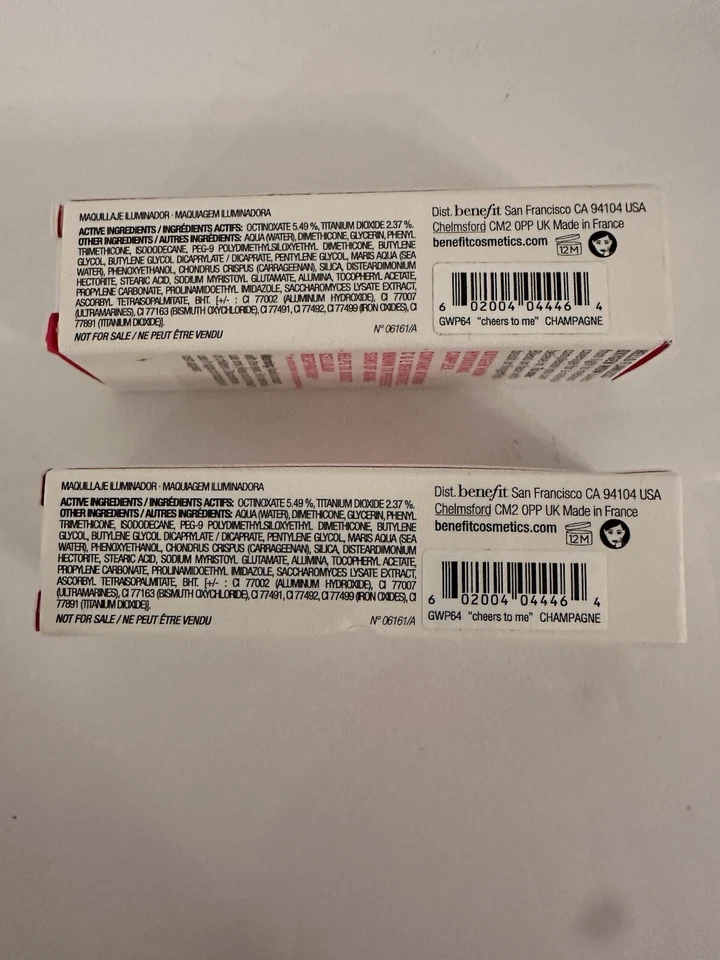 MAQUILLAJE ILUMINADOR · MAQUIAGEM ILUMINADORA
ACTIVE INGREDIENTS / INGRÉDIENTS ACTIFS: OCTINOXATE 5.49 %, TITANIUM DIOXIDE 2.37 %.
OTHER INGREDIENTS / AUTRES INGRÉDIENTS: AQUA (WATER), DIMETHICONE, GLYCERIN, PHENYL
TRIMETHICONE, ISODODECANE, PEG-9 POLYDIMETHYLSILOXYETHYL DIMETHICONE, BUTYLENE
GLYCOL, BUTYLENE GLYCOL DICAPRYLATE / DICAPRATE, PENTYLENE GLYCOL, MARIS AQUA (SEA
WATER), PHENOXYETHANOL, CHONDRUS CRISPUS (CARRAGEENAN), SILICA, DISTEARDIMONIUM
HECTORITE, STEARIC ACID, SODIUM MYRISTOYL GLUTAMATE, ALUMINA, TOCOPHERYL ACETATE,
PROPYLENE CARBONATE, PROLINAMIDOETHYL IMIDAZOLE, SACCHAROMYCES LYSATE EXTRACT,
ASCORBYL TETRAISOPALMITATE, BHT. [+/- : CI 77002 (ALUMINUM HYDROXIDE), CI 77007
(ULTRAMARINES), CI 77163 (BISMUTH OXYCHLORIDE), CI 77491, CI 77492, CI 77499 (IRON OXIDES), CI
77891 (TITANIUM DIOXIDE)].
NOT FOR SALE / NE PEUT ÊTRE VENDU
N° 06161/A
Dist. benefit San Francisco CA 94104 USA
Chelmsford CM2 0PP UK Made in France
benefitcosmetics.com
12M
6 02004 04446 4
GWP64 "cheers to me" CHAMPAGNE
MAQUILLAJE ILUMINADOR · MAQUIAGEM ILUMINADORA
ACTIVE INGREDIENTS / INGRÉDIENTS ACTIFS: OCTINOXATE 5.49 %, TITANIUM DIOXIDE 2.37 %.
OTHER INGREDIENTS / AUTRES INGRÉDIENTS: AQUA (WATER), DIMETHICONE, GLYCERIN, PHENYL
TRIMETHICONE, ISODODECANE, PEG-9 POLYDIMETHYLSILOXYETHYL DIMETHICONE, BUTYLENE
GLYCOL, BUTYLENE GLYCOL DICAPRYLATE / DICAPRATE, PENTYLENE GLYCOL, MARIS AQUA (SEA
WATER), PHENOXYETHANOL, CHONDRUS CRISPUS (CARRAGEENAN), SILICA, DISTEARDIMONIUM
HECTORITE, STEARIC ACID, SODIUM MYRISTOYL GLUTAMATE, ALUMINA, TOCOPHERYL ACETATE,
PROPYLENE CARBONATE, PROLINAMIDOETHYL IMIDAZOLE, SACCHAROMYCES LYSATE EXTRACT,
ASCORBYL TETRAISOPALMITATE, BHT. [+/- : CI 77002 (ALUMINUM HYDROXIDE), CI 77007
(ULTRAMARINES), CI 77163 (BISMUTH OXYCHLORIDE), CI 77491, CI 77492, CI 77499 (IRON OXIDES), CI
77891 (TITANIUM DIOXIDE)].
NOT FOR SALE / NE PEUT ÊTRE VENDU
N° 06161/A
Dist. benefit San Francisco CA 94104 USA
Chelmsford CM2 0PP UK Made in France
benefitcosmetics.com
12M
6 02004 04446 4
GWP64 "cheers to me" CHAMPAGNE